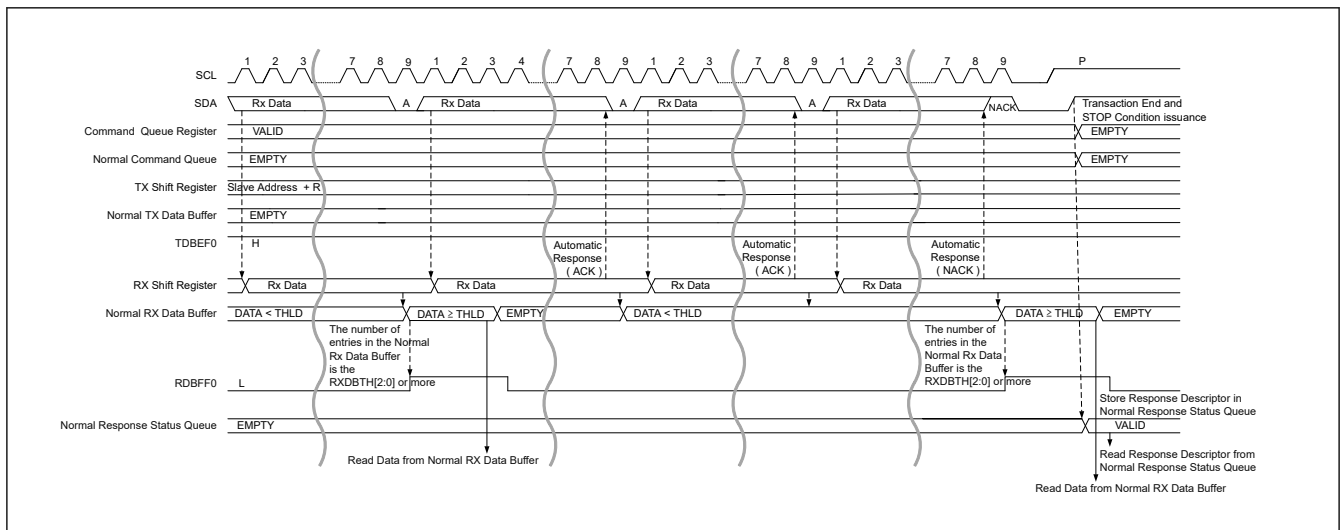 1 2 3 7 8 9 1 2 3 4 7 8 9 1 2 3 7 8 9 1 2 3 7 8 9 P
SCL
SDA Rx Data A Rx Data A Rx Data A Rx Data NACK Transaction End and
STOP Condition issuance
Command Queue Register VALID EMPTY
Normal Command Queue EMPTY EMPTY
TX Shift Register Slave Address + R
Normal TX Data Buffer EMPTY
TDBEF0 H
Automatic
Response
( ACK )
Automatic
Response
( ACK )
Automatic
Response
( NACK )
RX Shift Register Rx Data Rx Data Rx Data Rx Data
Normal RX Data Buffer DATA < THLD DATA ≥ THLD EMPTY DATA < THLD DATA ≥ THLD EMPTY
The number of
entries in the Normal
Rx Data Buffer
is the
RXDBTH[2:0] or more
The number of
entries in the
Normal Rx Data
Buffer is the
RXDBTH[2:0] or more
RDBFF0 L
Store Response Descriptor in
Normal Response Status Queue
Normal Response Status Queue EMPTY VALID
Read Data from Normal RX Data Buffer
Read Response Descriptor from
Normal Response Status Queue
Read Data from Normal RX Data Buffer